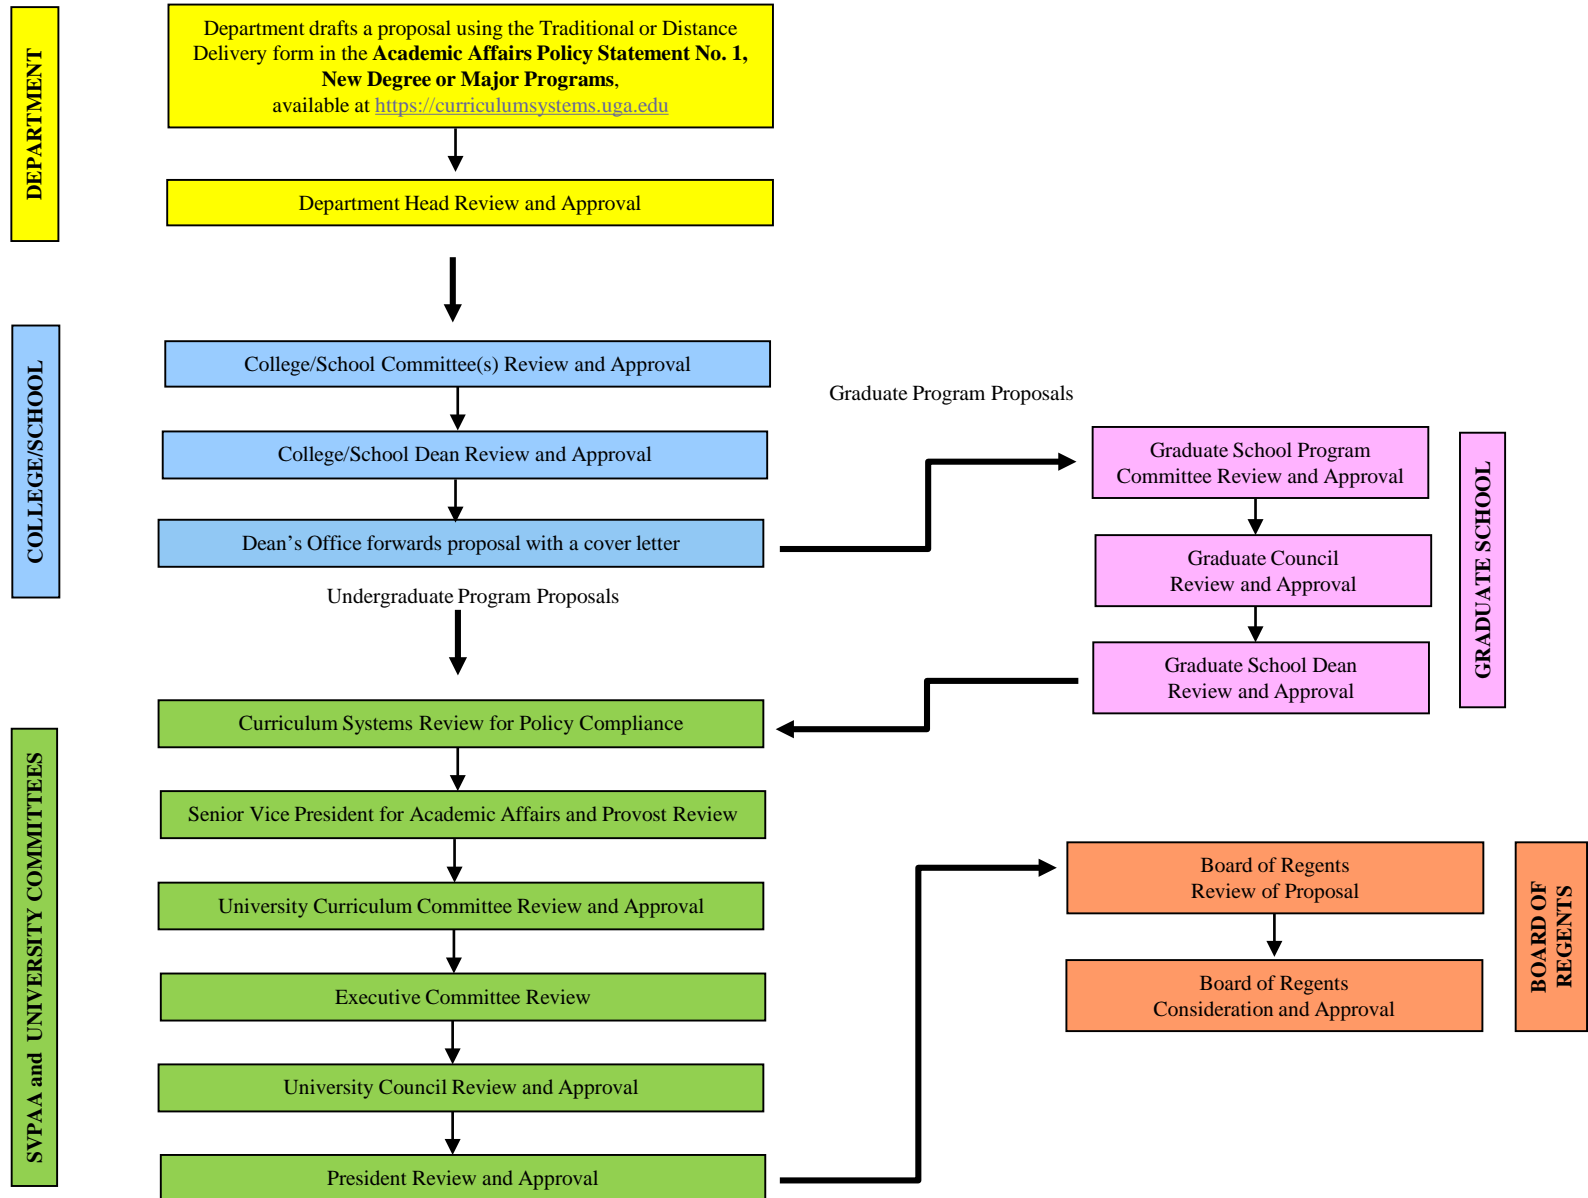 DEPARTMENT
Department drafts a proposal using the Traditional or Distance
Delivery form in the Academic Affairs Policy Statement No. 1,
New Degree or Major Programs,
available at https://curriculumsystems.uga.edu
Department Head Review and Approval
COLLEGE/SCHOOL
College/School Committee(s) Review and Approval
College/School Dean Review and Approval
Dean’s Office forwards proposal with a cover letter
Graduate Program Proposals
Graduate School Program
Committee Review and Approval
Graduate Council
Review and Approval
Graduate School Dean
Review and Approval
GRADUATE SCHOOL
Undergraduate Program Proposals
SVPAA and UNIVERSITY COMMITTEES
Curriculum Systems Review for Policy Compliance
Senior Vice President for Academic Affairs and Provost Review
University Curriculum Committee Review and Approval
Executive Committee Review
University Council Review and Approval
President Review and Approval
Board of Regents
Review of Proposal
Board of Regents
Consideration and Approval
BOARD OF
REGENTS